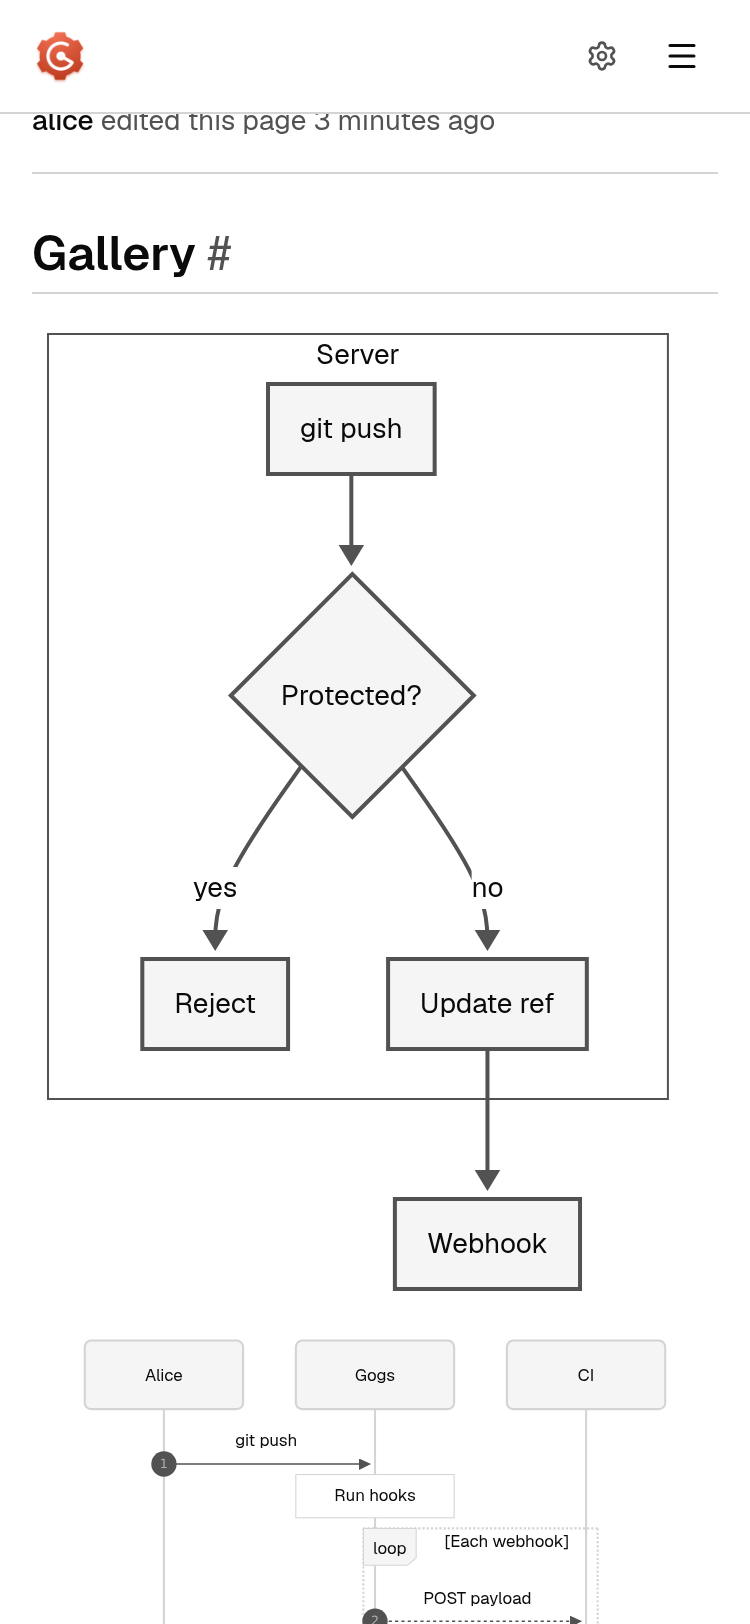 alice edited this page 3 minutes ago
Gallery #
Server
git push
Protected?
yes
no
Reject
Update ref
Webhook
Alice
Gogs
CI
git push
1
Run hooks
loop
[Each webhook]
POST payload
2